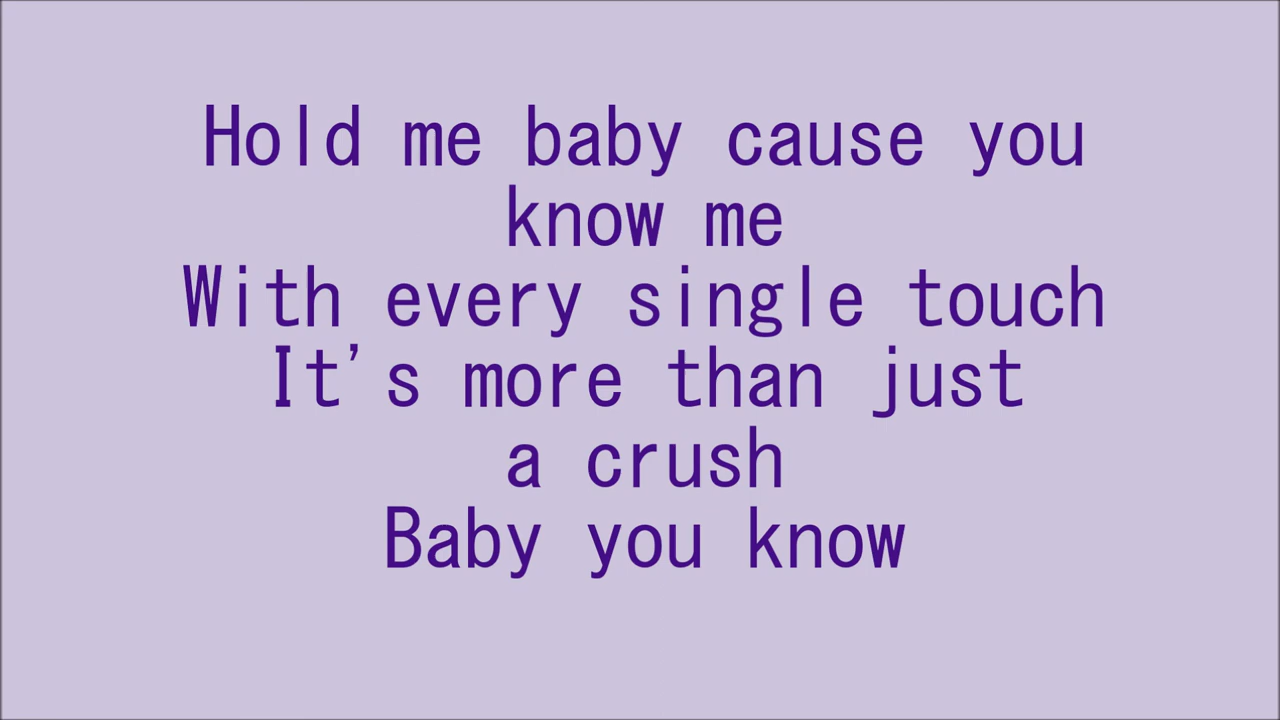 Hold me baby cause you
know me
With every single touch
It's more than just
a crush
Baby you know